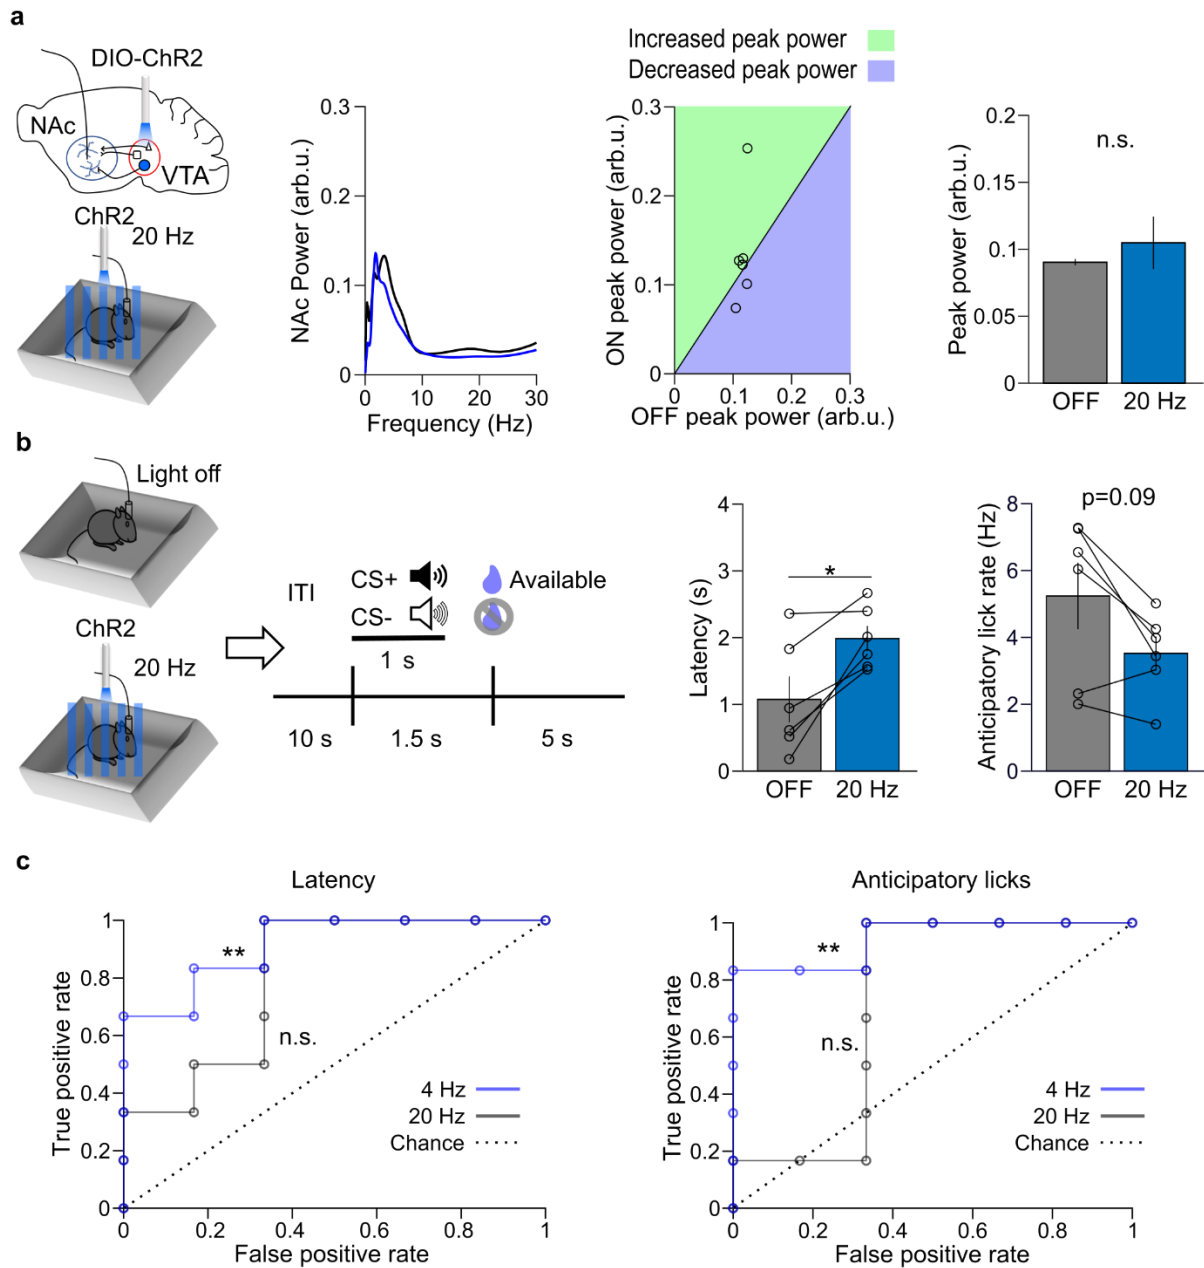 a
DIO-ChR2
NAc
VTA
ChR2
20 Hz
NAc Power (arb.u.)
0.3
0.2
0.1
0
0
10
20
30
Frequency (Hz)
Increased peak power
Decreased peak power
ON peak power (arb.u.)
0.3
0.2
0.1
0
0
0.1
0.2
0.3
OFF peak power (arb.u.)
Peak power (arb.u.)
0.2
0.15
0.1
0.05
0
n.s.
OFF
20 Hz
b
Light off
ChR2
20 Hz
ITI
CS+
CS-
Available
1 s
10 s
1.5 s
5 s
Latency (s)
4
3
2
1
0
*
OFF
20 Hz
Anticipatory lick rate (Hz)
8
6
4
2
0
p=0.09
OFF
20 Hz
c
Latency
True positive rate
1
0.8
0.6
0.4
0.2
0
**
n.s.
4 Hz
20 Hz
Chance
0
0.2
0.4
0.6
0.8
1
False positive rate
Anticipatory licks
True positive rate
1
0.8
0.6
0.4
0.2
0
**
n.s.
4 Hz
20 Hz
Chance
0
0.2
0.4
0.6
0.8
1
False positive rate